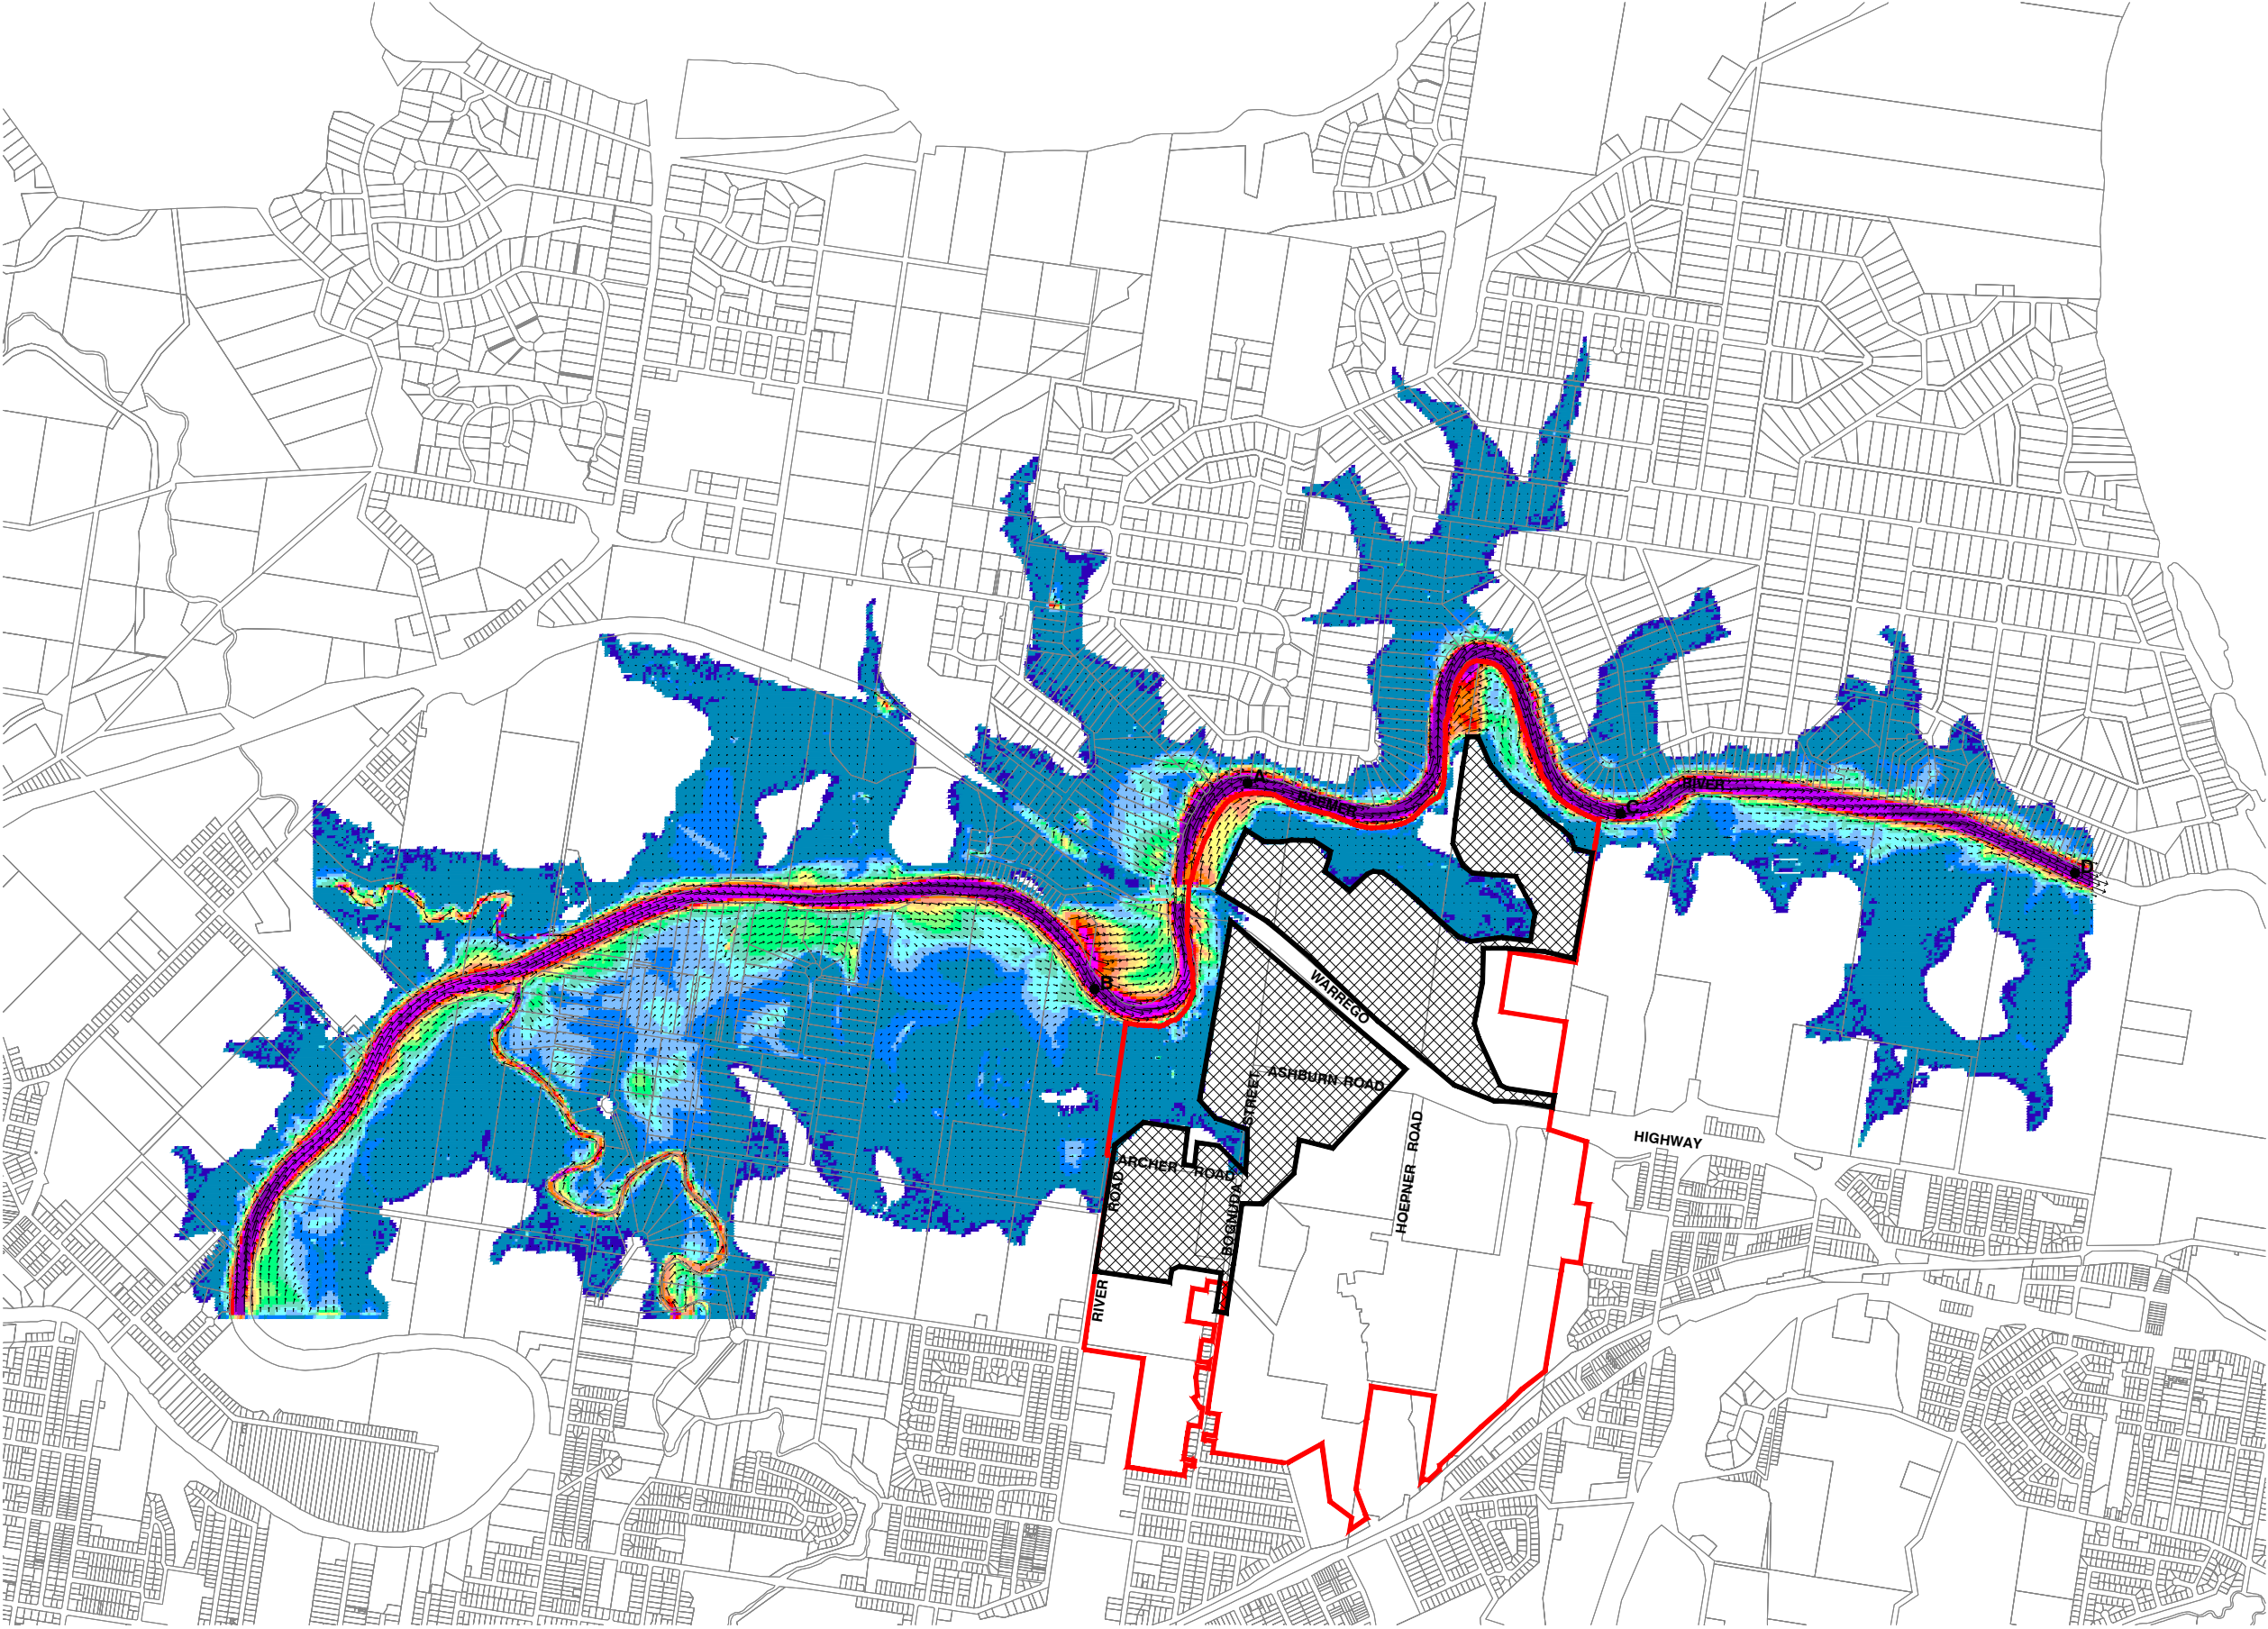 A
BREMER
RIVER
C
D
B
WARREGO
ASHBURN ROAD
STREET
HIGHWAY
HOEPNER ROAD
ARCHER ROAD
ROAD
BOGNUDA
RIVER